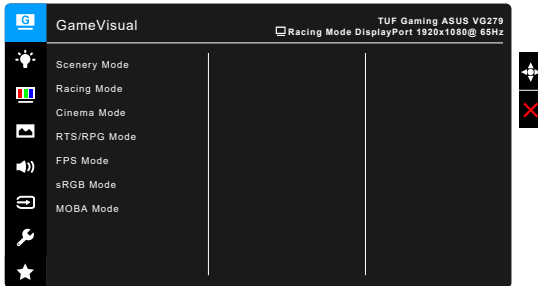 G
GameVisual
TUF Gaming ASUS VG279
Racing Mode DisplayPort 1920x1080@ 65Hz
Scenery Mode
Racing Mode
Cinema Mode
RTS/RPG Mode
FPS Mode
sRGB Mode
MOBA Mode